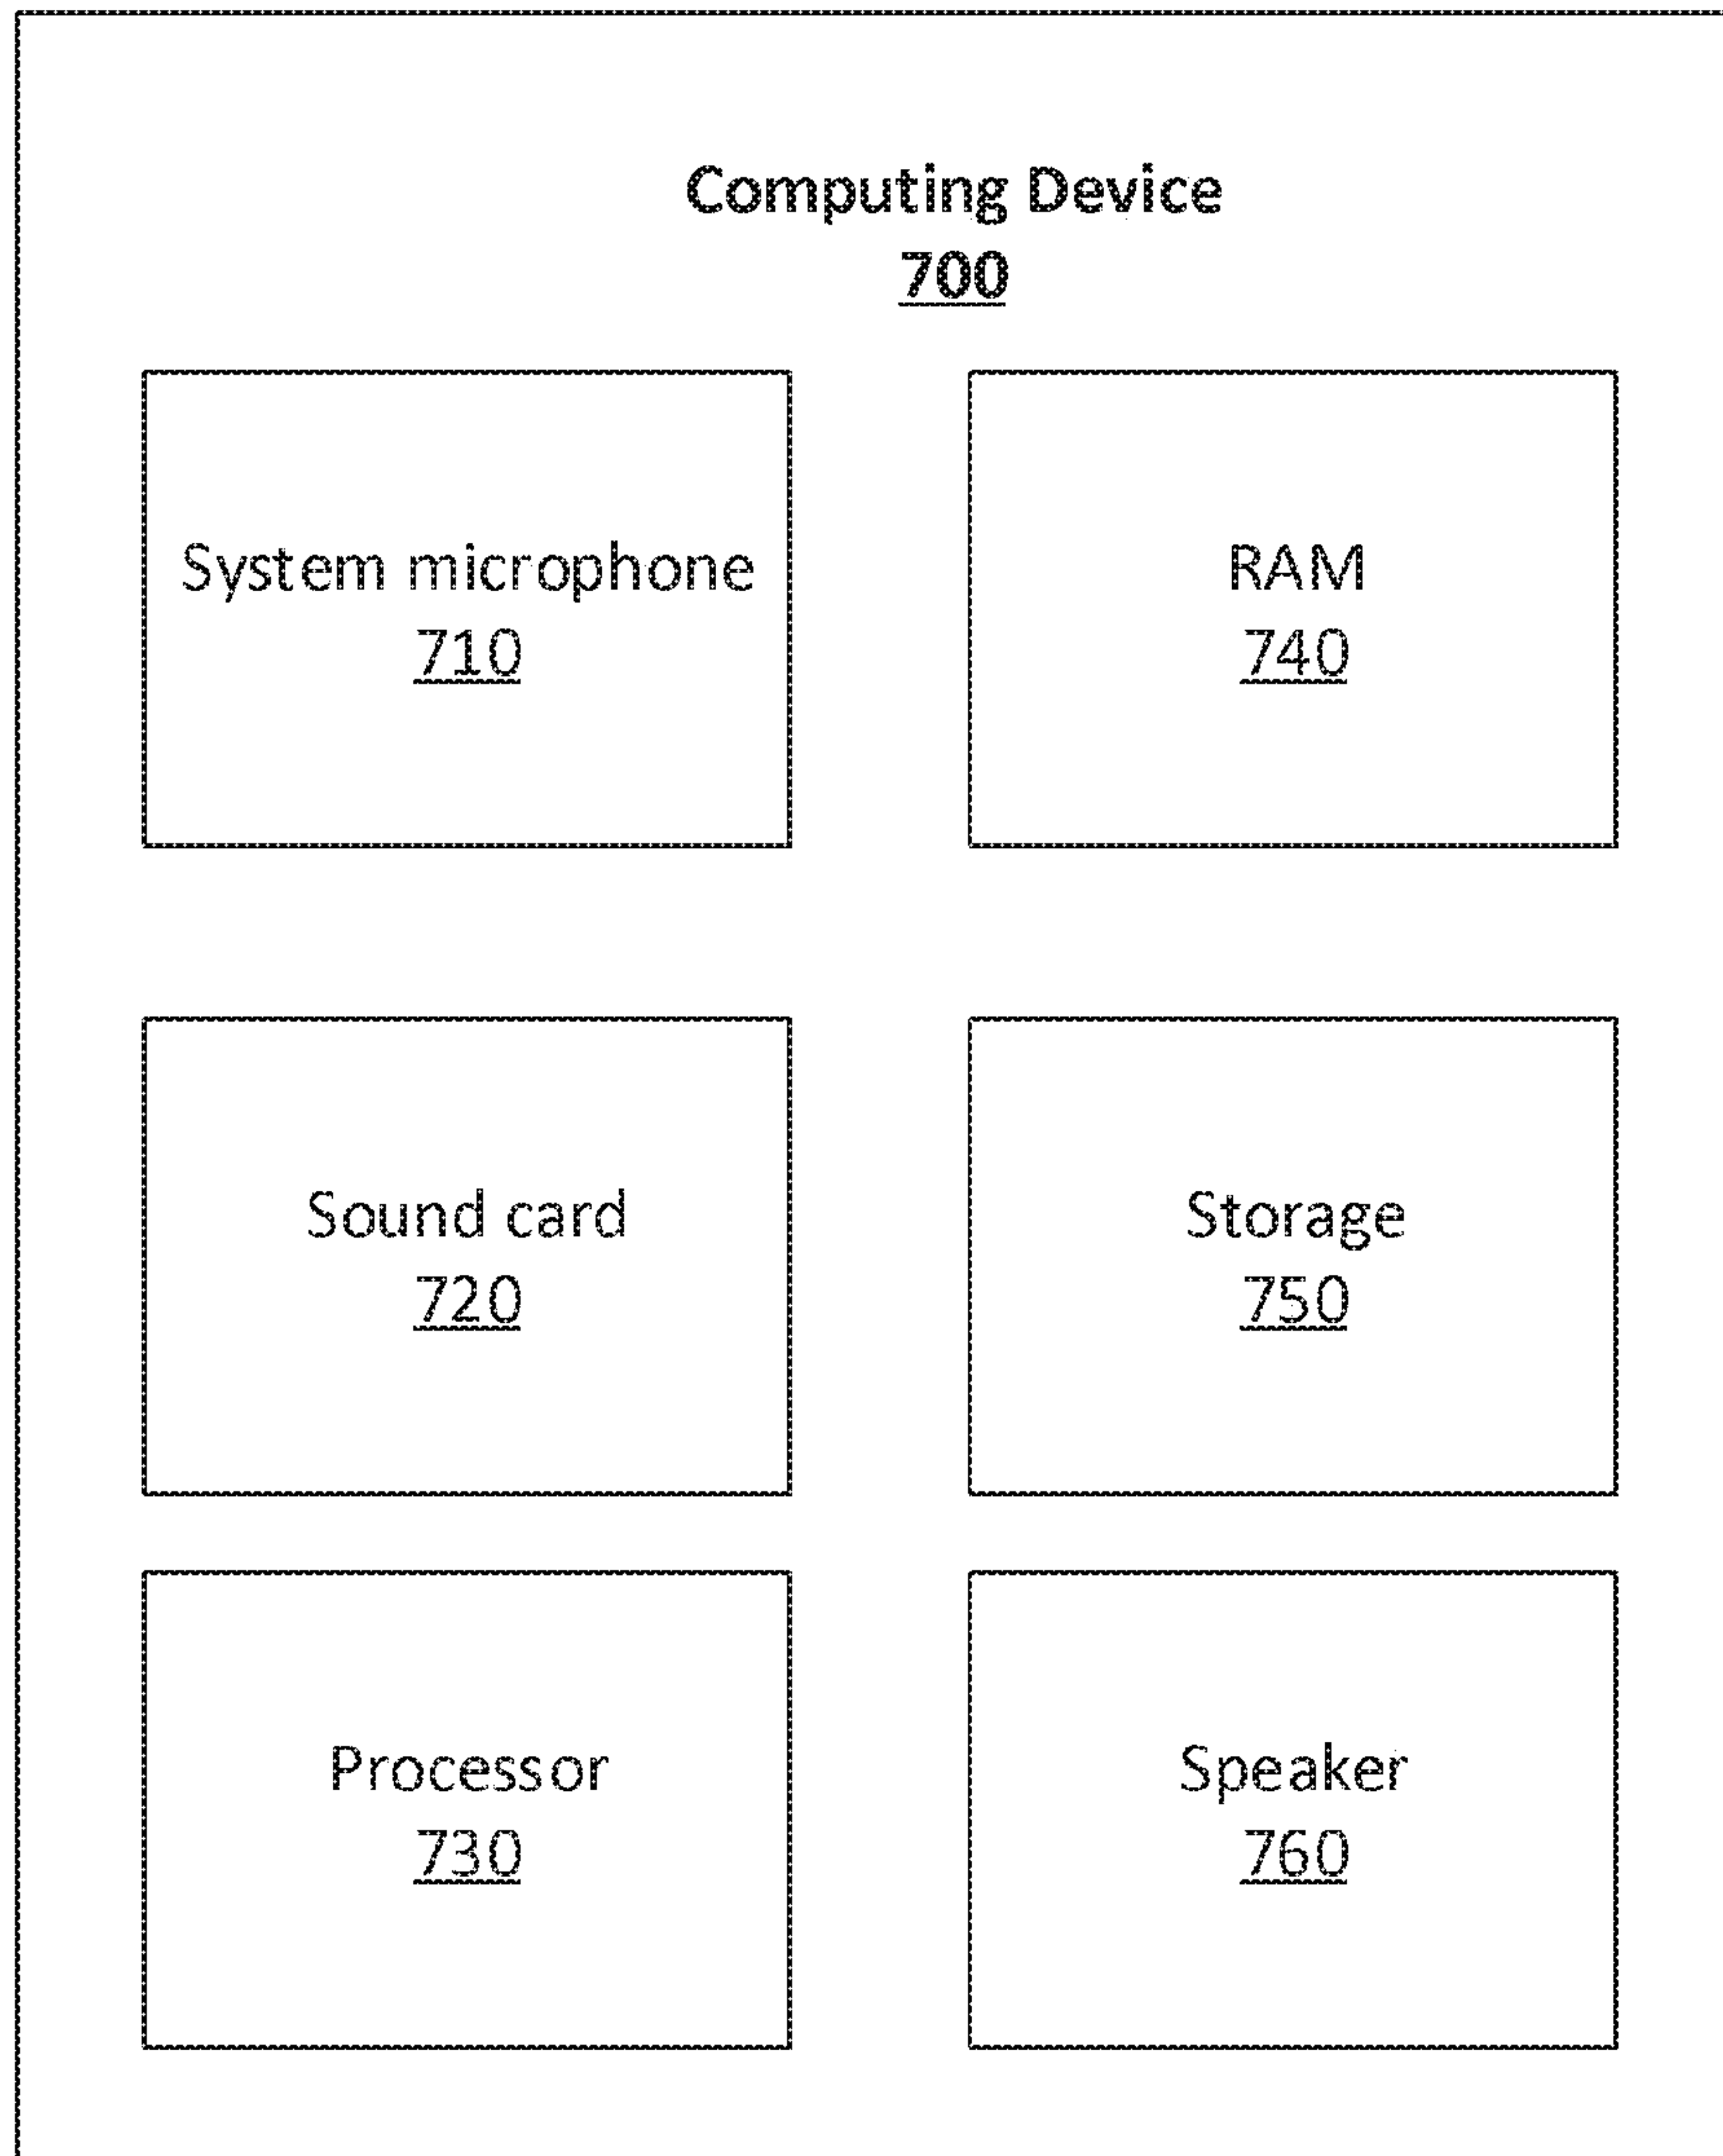 Computing Device
700
System microphone
710
RAM
740
Sound card
720
Storage
750
Processor
730
Speaker
760